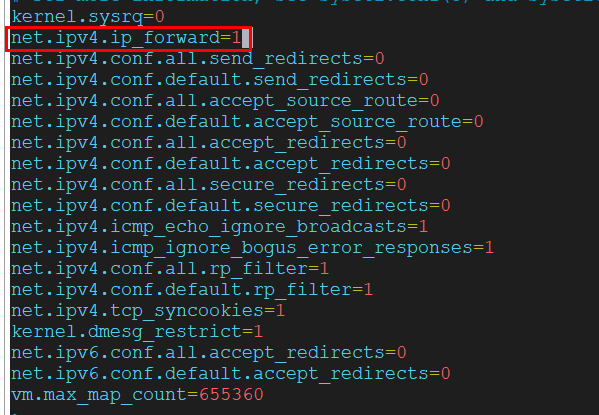 kernel.sysrq=0
net.ipv4.ip_forward=1
net.ipv4.conf.all.send_redirects=0
net.ipv4.conf.default.send_redirects=0
net.ipv4.conf.all.accept_source_route=0
net.ipv4.conf.default.accept_source_route=0
net.ipv4.conf.all.accept_redirects=0
net.ipv4.conf.default.accept_redirects=0
net.ipv4.conf.all.secure_redirects=0
net.ipv4.conf.default.secure_redirects=0
net.ipv4.icmp_echo_ignore_broadcasts=1
net.ipv4.icmp_ignore_bogus_error_responses=1
net.ipv4.conf.all.rp_filter=1
net.ipv4.conf.default.rp_filter=1
net.ipv4.tcp_syncookies=1
kernel.dmesg_restrict=1
net.ipv6.conf.all.accept_redirects=0
net.ipv6.conf.default.accept_redirects=0
vm.max_map_count=655360